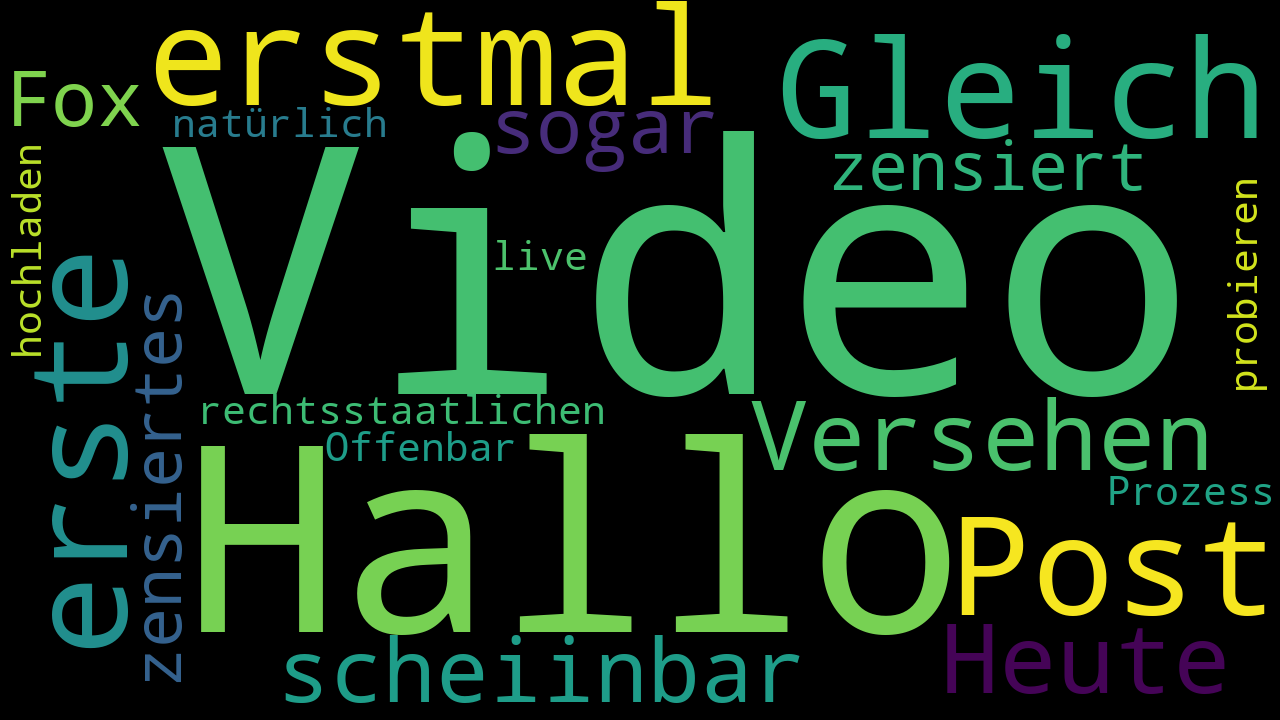 erstmal
Gleich
Fox
natürlich
sogar
zensiert
Video
hochladen
live
probieren
erste
zensiertes
rechtsstaatlichen
Versehen
Offenbar
Hallo
Prozess
Post
scheiinbar
Heute